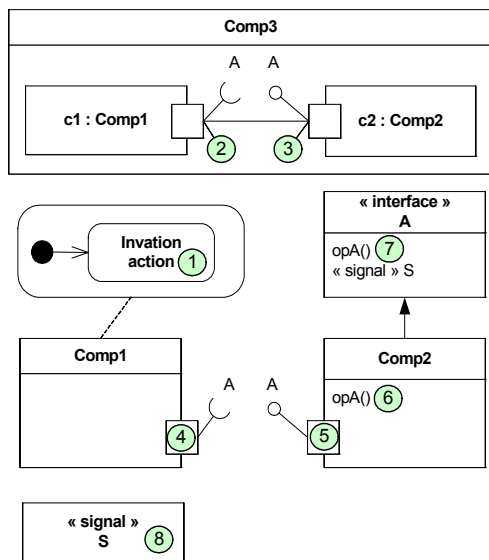 Comp3
A A
c1 : Comp1
c2 : Comp2
2 3
« interface »
A
Invation
action 1
opA() 7
« signal » S
Comp1
Comp2
A A
opA() 6
4 5
« signal »
S 8